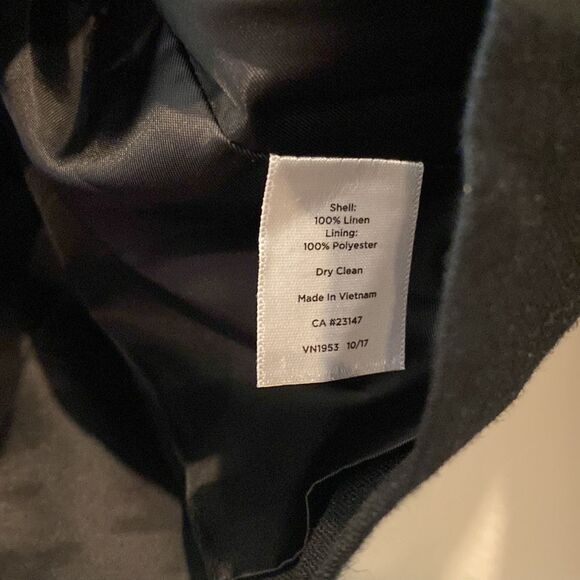 Shell:
100% Linen
Lining:
100% Polyester
Dry Clean
Made In Vietnam
CA #23147
VN1953 10/17